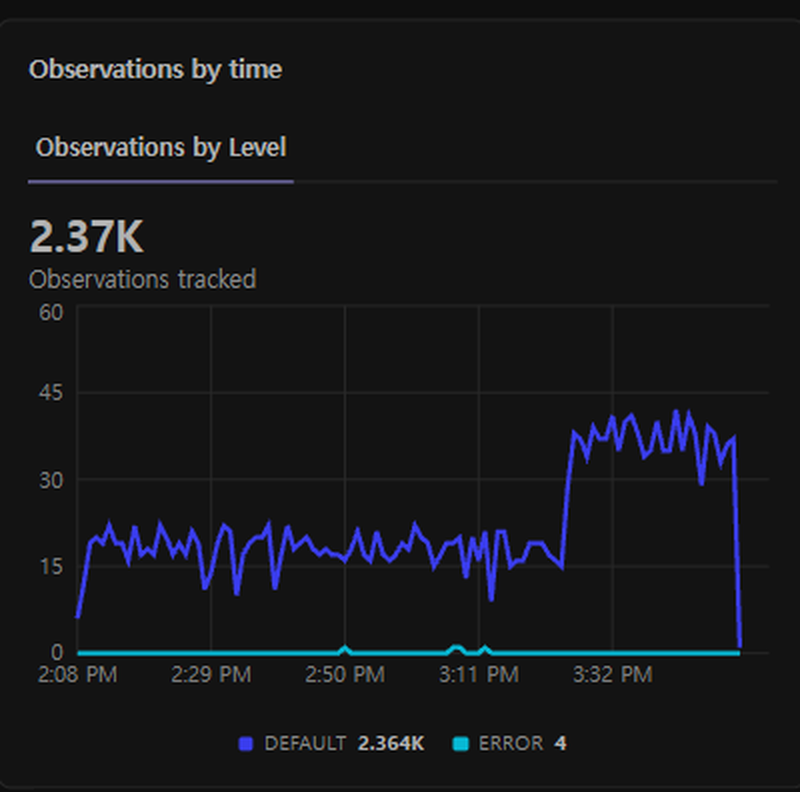 Observations by time
Observations by Level
2.37K
Observations tracked
60
45
30
15
0
2:08 PM 2:29 PM 2:50 PM 3:11 PM 3:32 PM
DEFAULT 2.364K ERROR 4